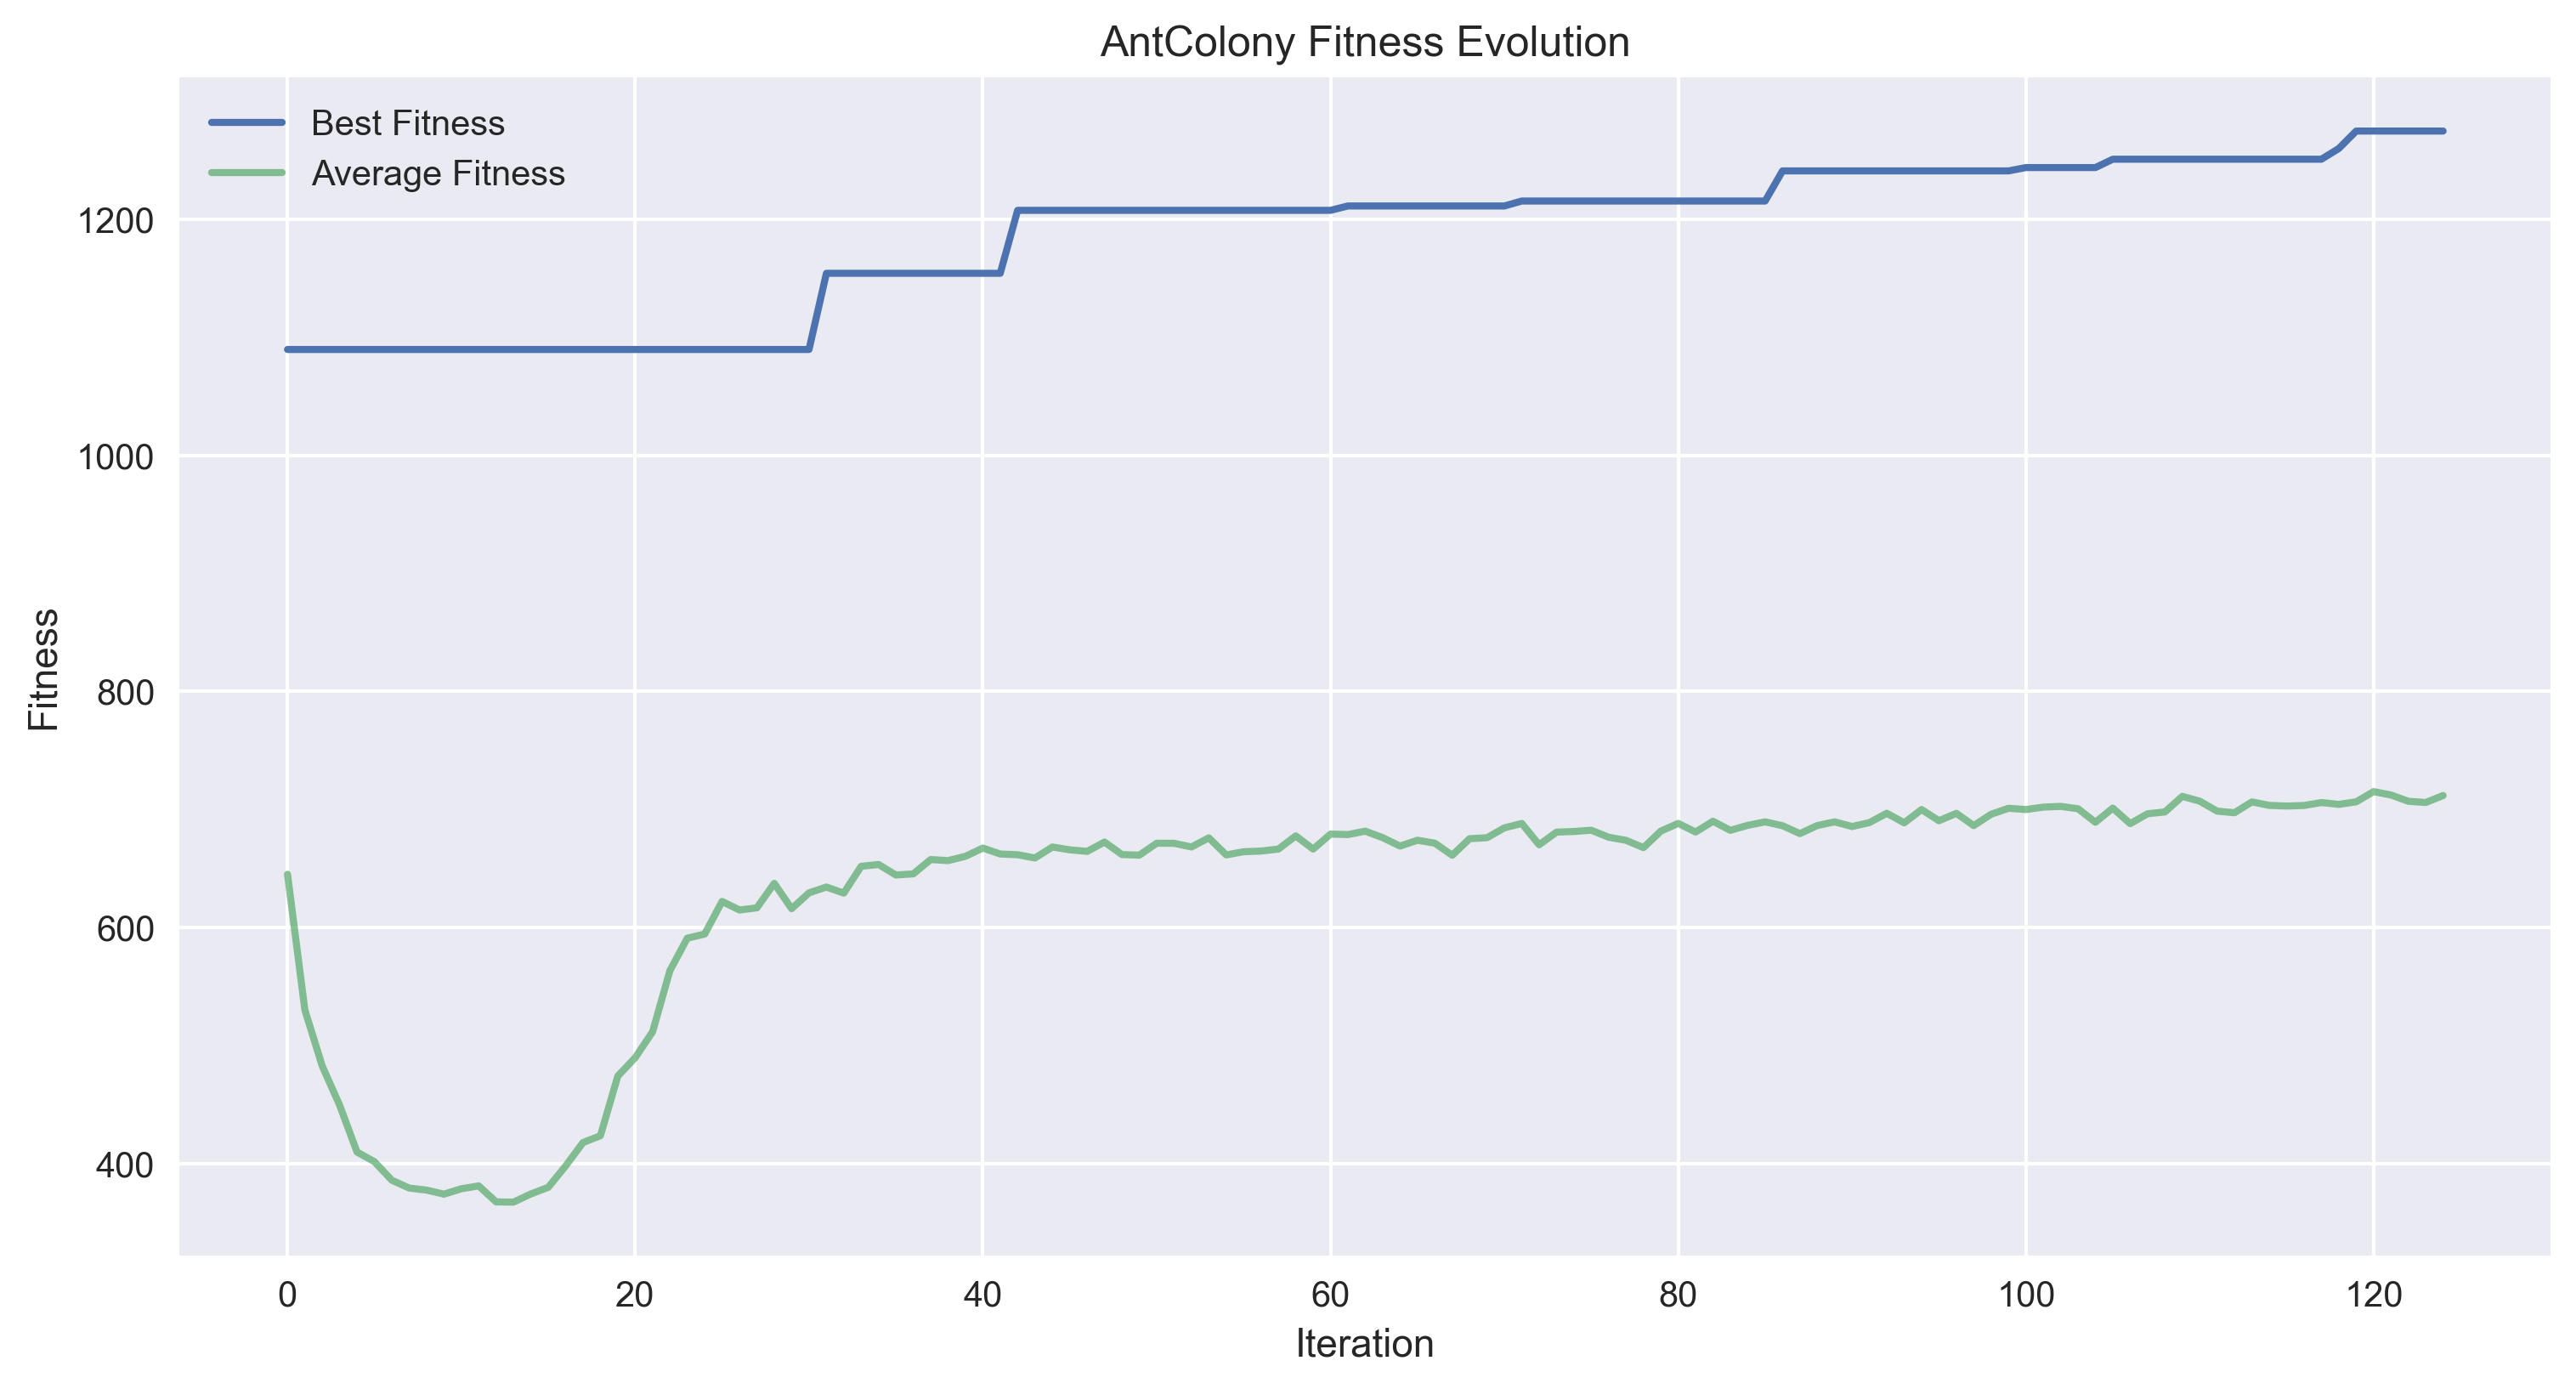 AntColony Fitness Evolution
Best Fitness
Average Fitness
Fitness
1200
1000
800
600
400
0 20 40 60 80 100 120
Iteration